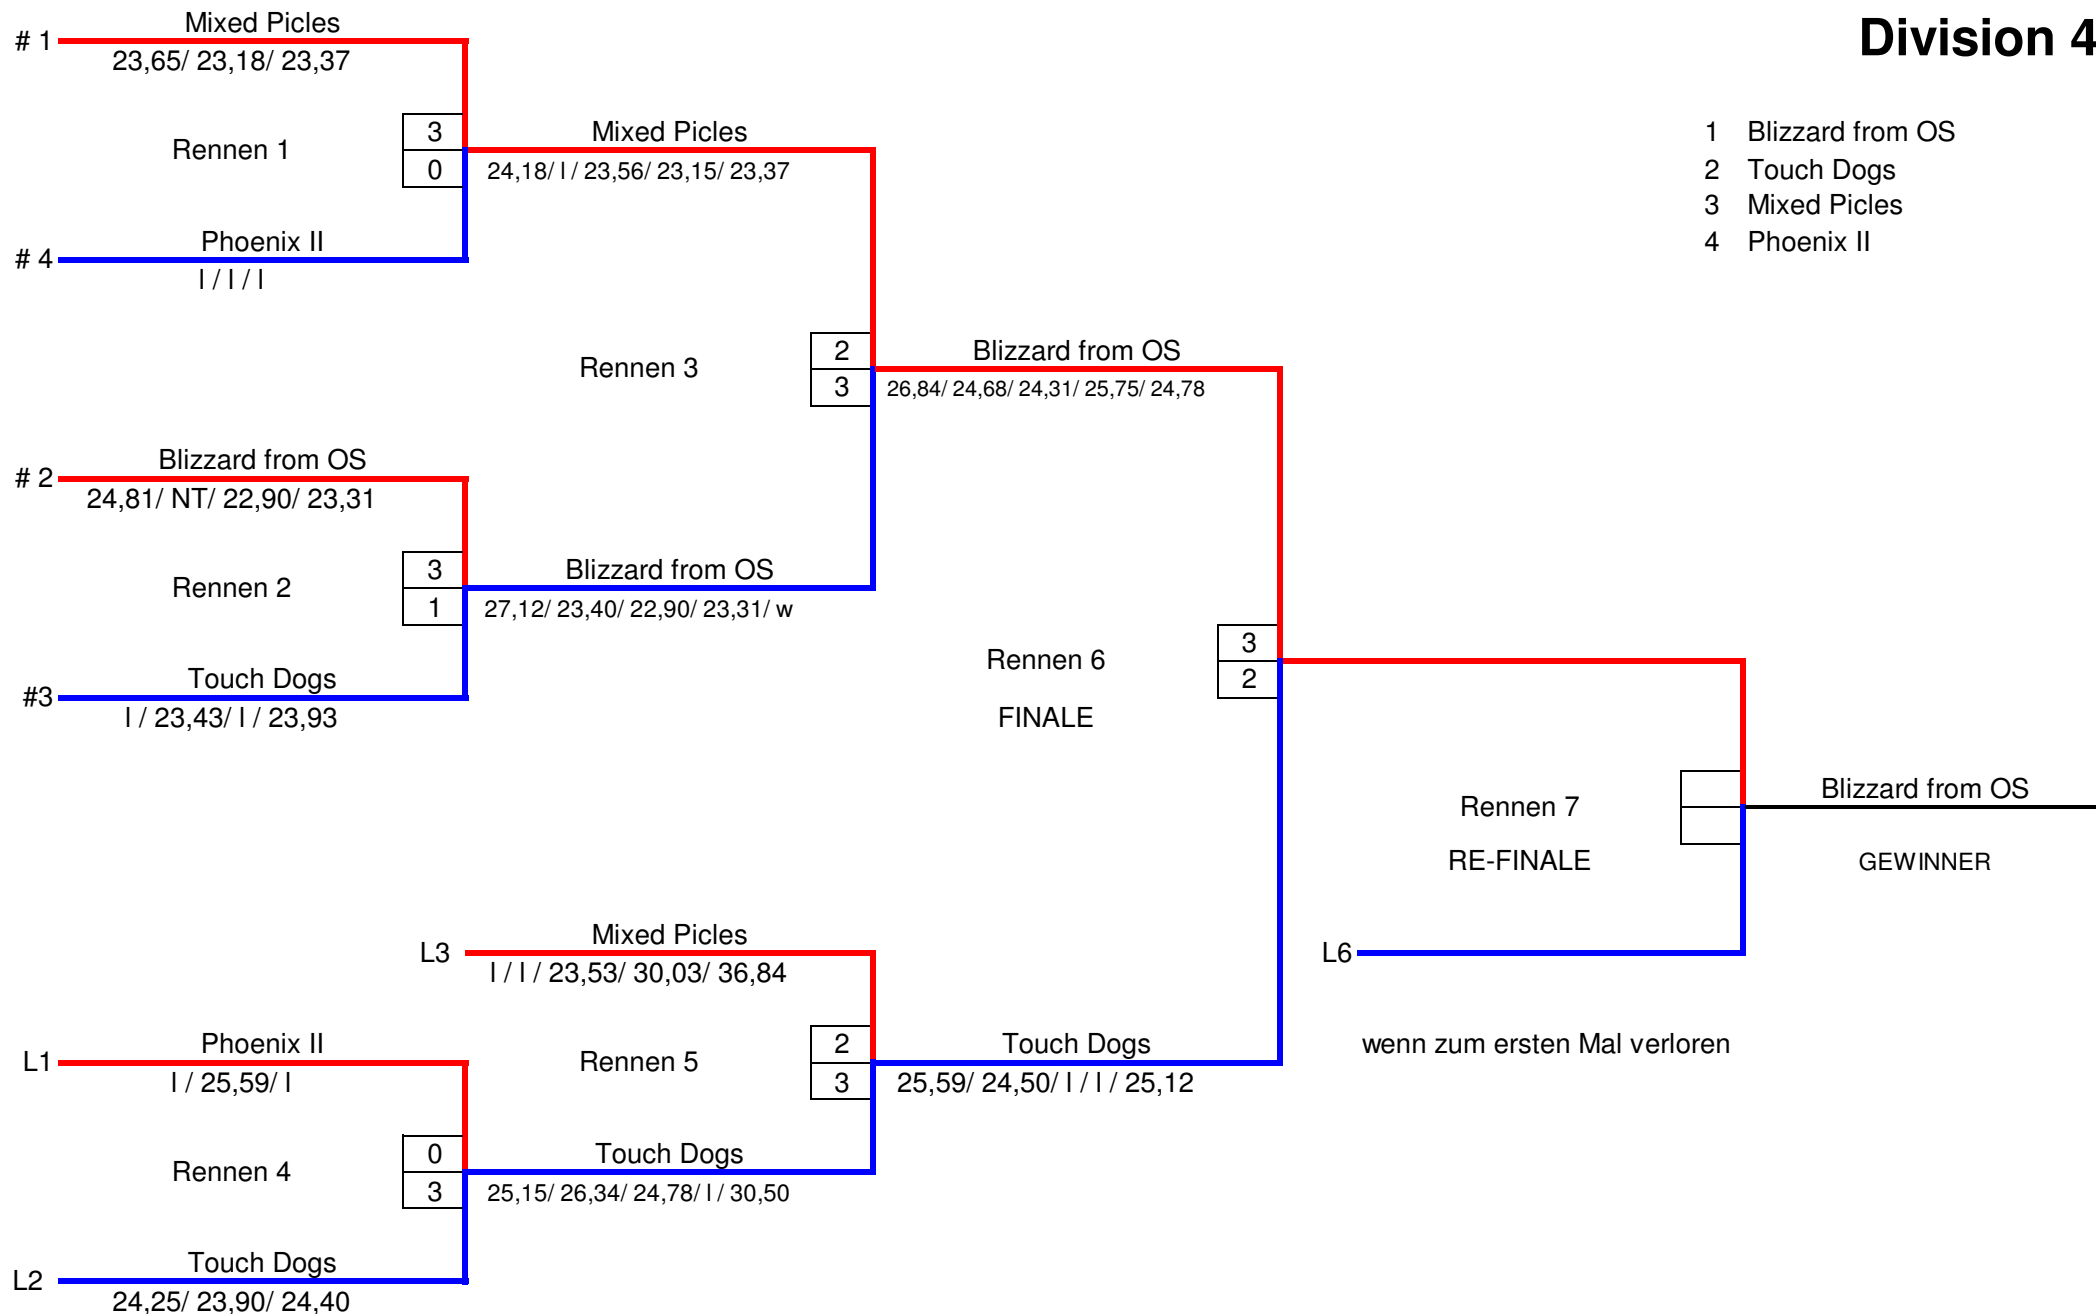 Division 4
# 1
Mixed Picles
23,65/ 23,18/ 23,37
Rennen 1
3
0
# 4
Phoenix II
I / I / I
Mixed Picles
24,18/ I / 23,56/ 23,15/ 23,37
1 Blizzard from OS
2 Touch Dogs
3 Mixed Picles
4 Phoenix II
Rennen 3
2
3
Blizzard from OS
26,84/ 24,68/ 24,31/ 25,75/ 24,78
# 2
Blizzard from OS
24,81/ NT/ 22,90/ 23,31
Rennen 2
3
1
Blizzard from OS
27,12/ 23,40/ 22,90/ 23,31/ w
#3
Touch Dogs
I / 23,43/ I / 23,93
Rennen 6
3
2
FINALE
Rennen 7
RE-FINALE
Blizzard from OS
GEWINNER
L3
Mixed Picles
I / I / 23,53/ 30,03/ 36,84
L6
wenn zum ersten Mal verloren
L1
Phoenix II
I / 25,59/ I
Rennen 5
2
3
Touch Dogs
25,59/ 24,50/ I / I / 25,12
Rennen 4
0
3
Touch Dogs
25,15/ 26,34/ 24,78/ I / 30,50
L2
Touch Dogs
24,25/ 23,90/ 24,40